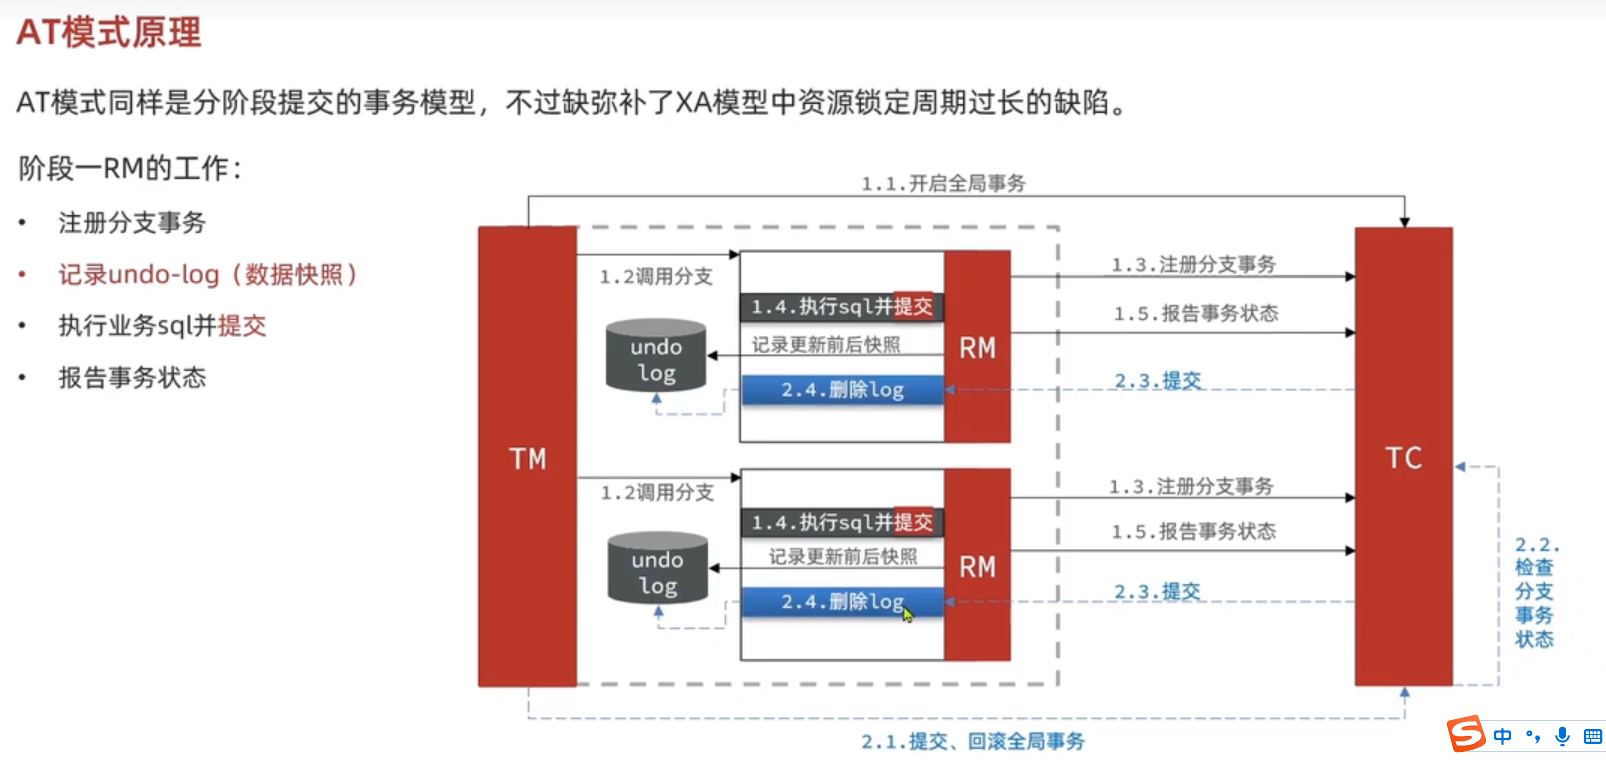 AT模式原理
AT模式同样是分阶段提交的事务模型，不过缺弥补了XA模型中资源锁定周期过长的缺陷。
阶段一RM的工作：
• 注册分支事务
• 记录undo-log（数据快照）
• 执行业务sql并提交
• 报告事务状态
1.1.开启全局事务
TM
1.2调用分支
1.4.执行sql并提交
undo
log
记录更新前后快照
2.4.删除log
RM
1.3.注册分支事务
1.5.报告事务状态
2.3.提交
1.2调用分支
1.4.执行sql并提交
undo
log
记录更新前后快照
2.4.删除log
RM
1.3.注册分支事务
1.5.报告事务状态
2.3.提交
TC
2.2.
检查
分支
事务
状态
2.1.提交、回滚全局事务
S 中 °,